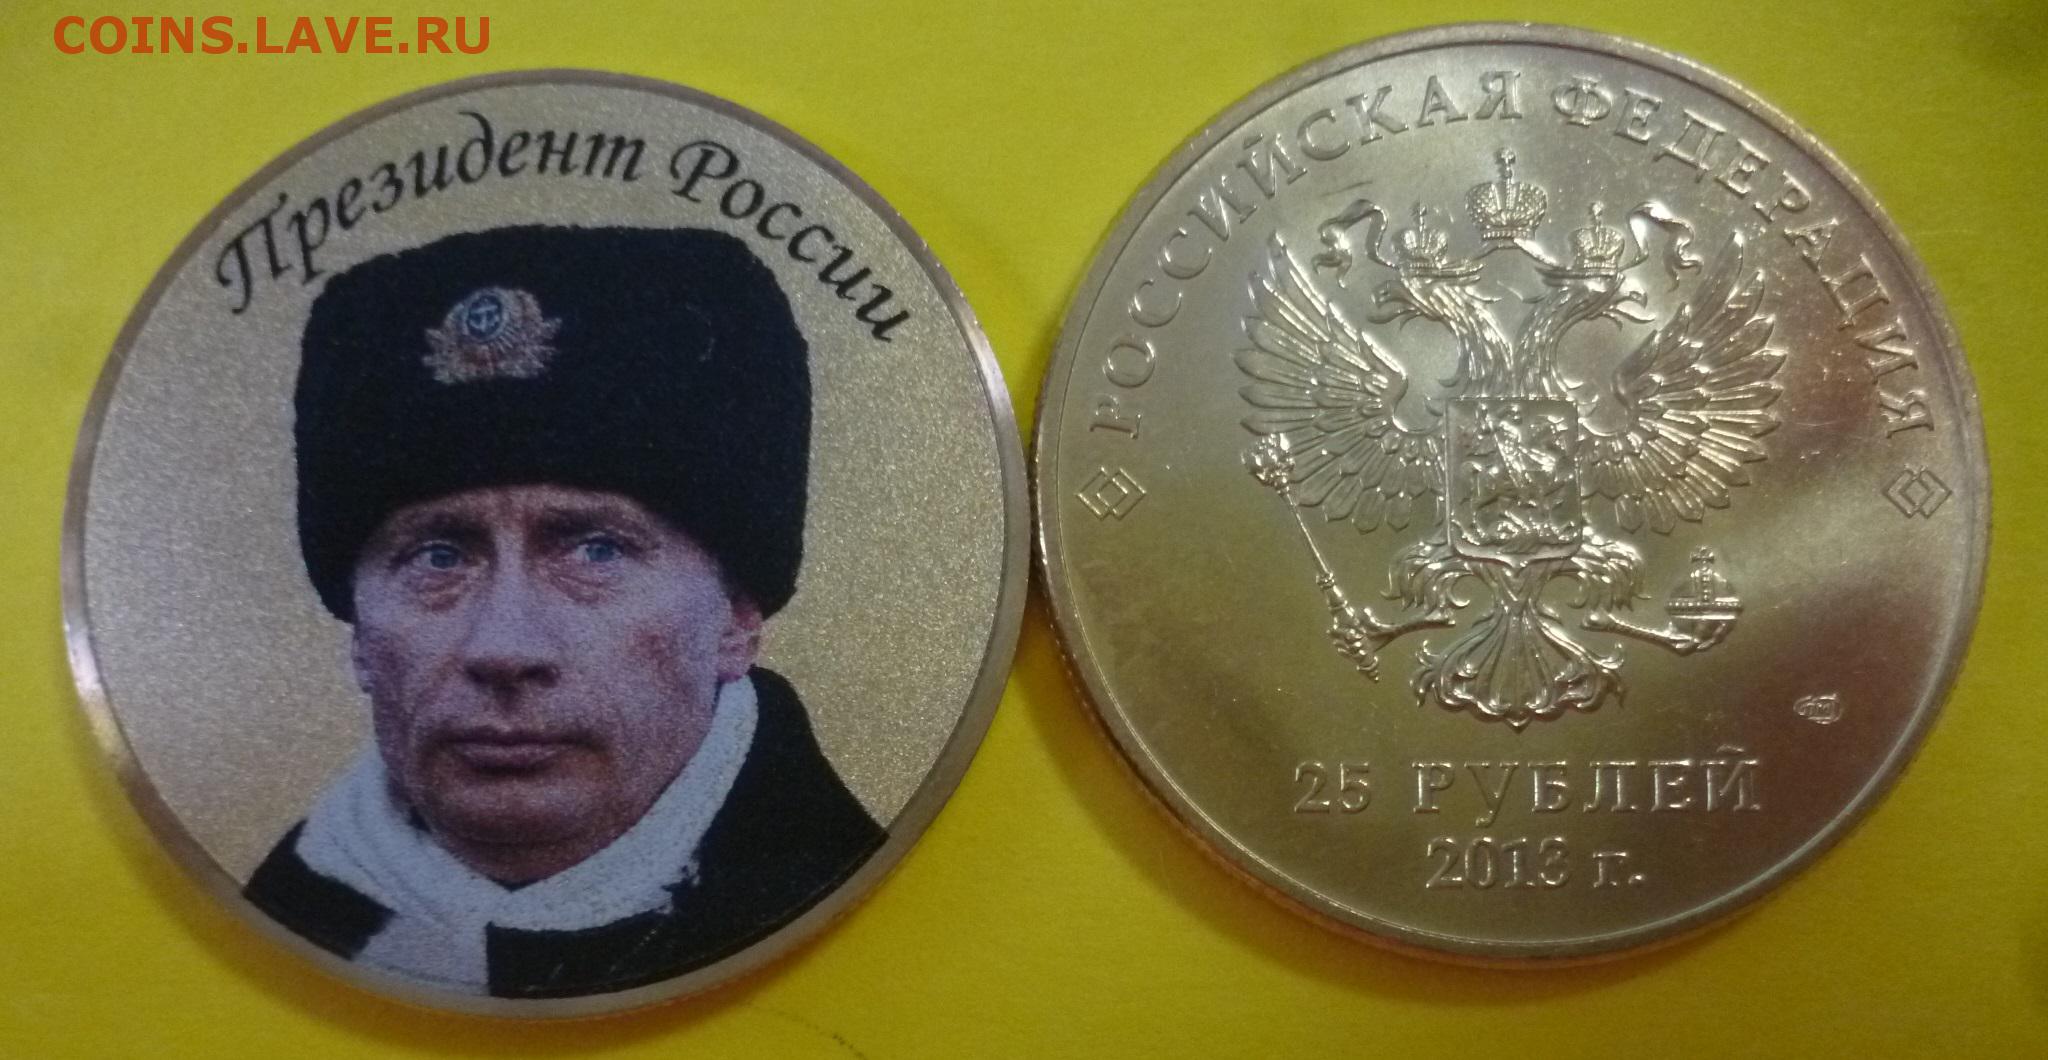 COINS.LAVE.RU
Президент России
РОССИЙСКАЯ ФЕДЕРАЦИЯ
25 РУБЛЕЙ
2013 г.